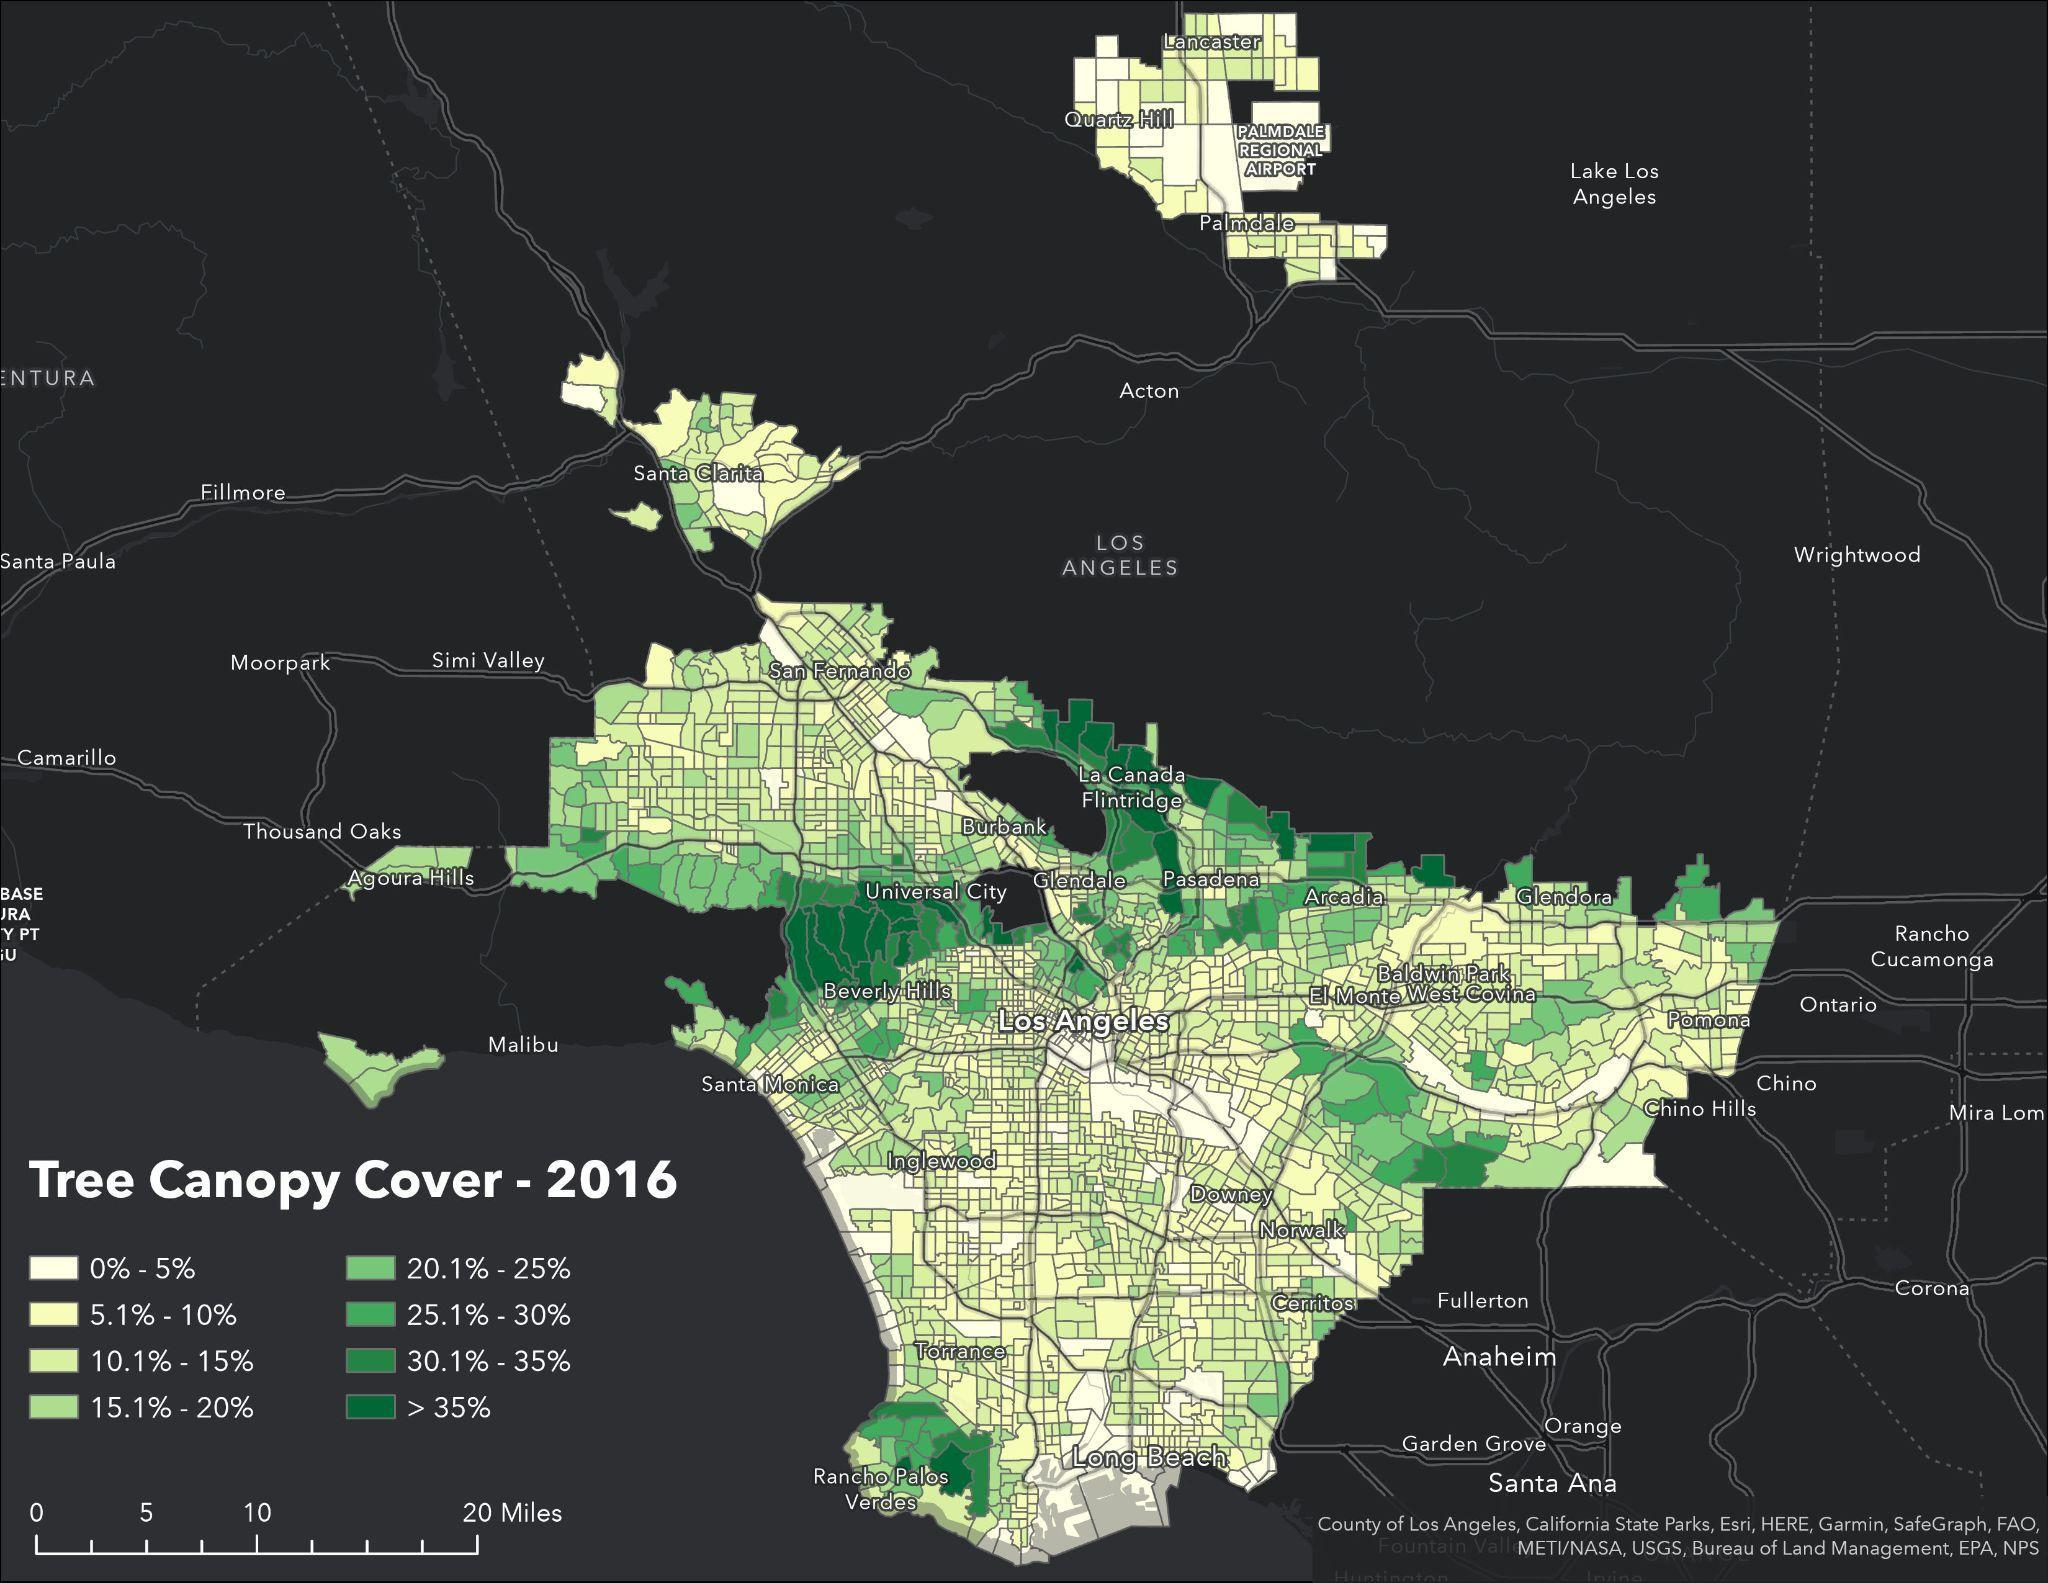 Lancaster
Quartz Hill
PALMDALE
REGIONAL
AIRPORT
Lake Los
Angeles
Palmdale
ENTURA
Acton
Santa Clarita
Fillmore
LOS
ANGELES
Santa Paula
Wrightwood
Moorpark
Simi Valley
San Fernando
Camarillo
La Canada
Flintridge
Thousand Oaks
Burbank
Agoura Hills
Universal City
Glendale
Pasadena
Arcadia
Glendora
BASE
URA
Y PT
GU
Rancho
Cucamonga
Baldwin Park
Beverly Hills
El Monte
West Covina
Ontario
Los Angeles
Pomona
Malibu
Santa Monica
Chino
Chino Hills
Mira Lom
Inglewood
Downey
Norwalk
Tree Canopy Cover - 2016
0% - 5%
5.1% - 10%
10.1% - 15%
15.1% - 20%
20.1% - 25%
25.1% - 30%
30.1% - 35%
> 35%
Cerritos
Fullerton
Corona
Torrance
Anaheim
Orange
Garden Grove
Long Beach
Rancho Palos
Verdes
Santa Ana
0 5 10 20 Miles
County of Los Angeles, California State Parks, Esri, HERE, Garmin, SafeGraph, FAO,
METI/NASA, USGS, Bureau of Land Management, EPA, NPS
Huntington
Irvine